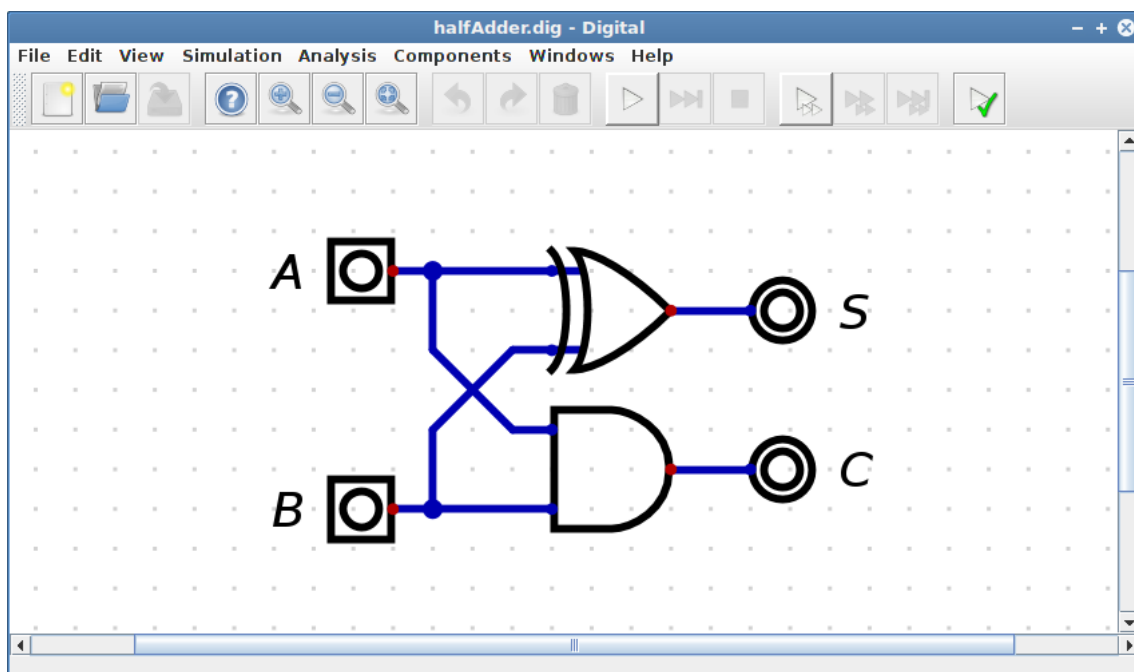 halfAdder.dig - Digital
File Edit View Simulation Analysis Components Windows Help
A
S
B
C